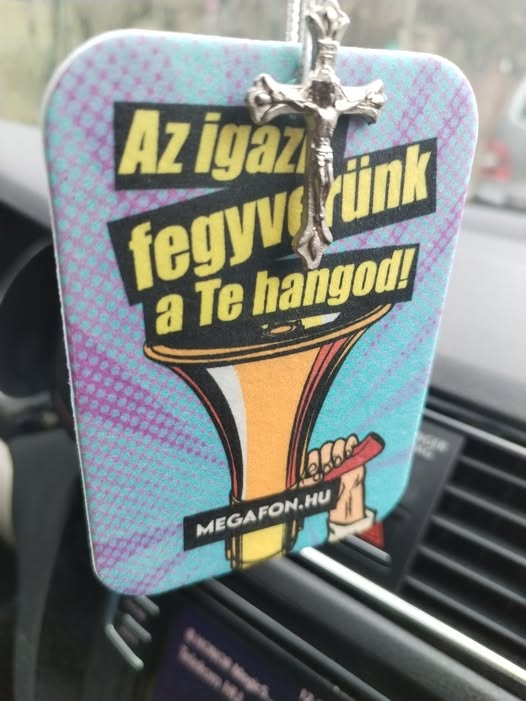 Az igazi
fegyverünk
a Te hangod!
MEGAFON.HU